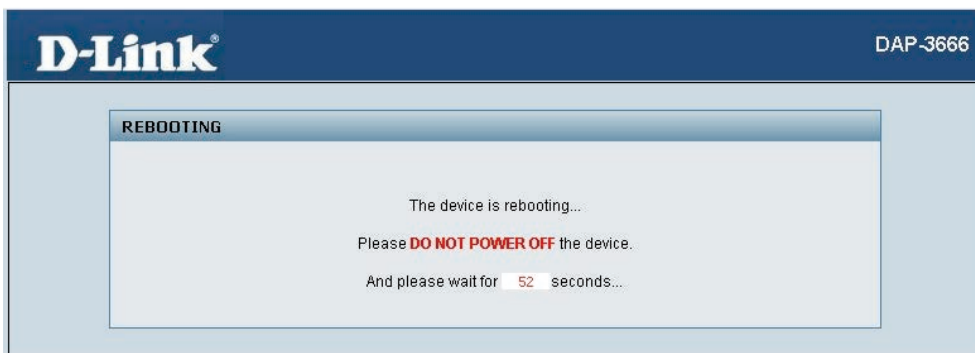 D-Link®
DAP-3666
REBOOTING
The device is rebooting...
Please DO NOT POWER OFF the device.
And please wait for 52 seconds...